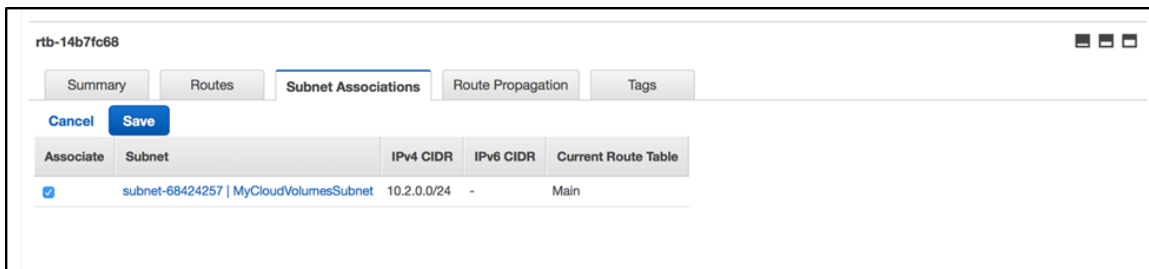 rtb-14b7fc68
Summary Routes Subnet Associations Route Propagation Tags
Cancel Save
Associate Subnet IPv4 CIDR IPv6 CIDR Current Route Table
subnet-68424257 | MyCloudVolumesSubnet 10.2.0.0/24 - Main